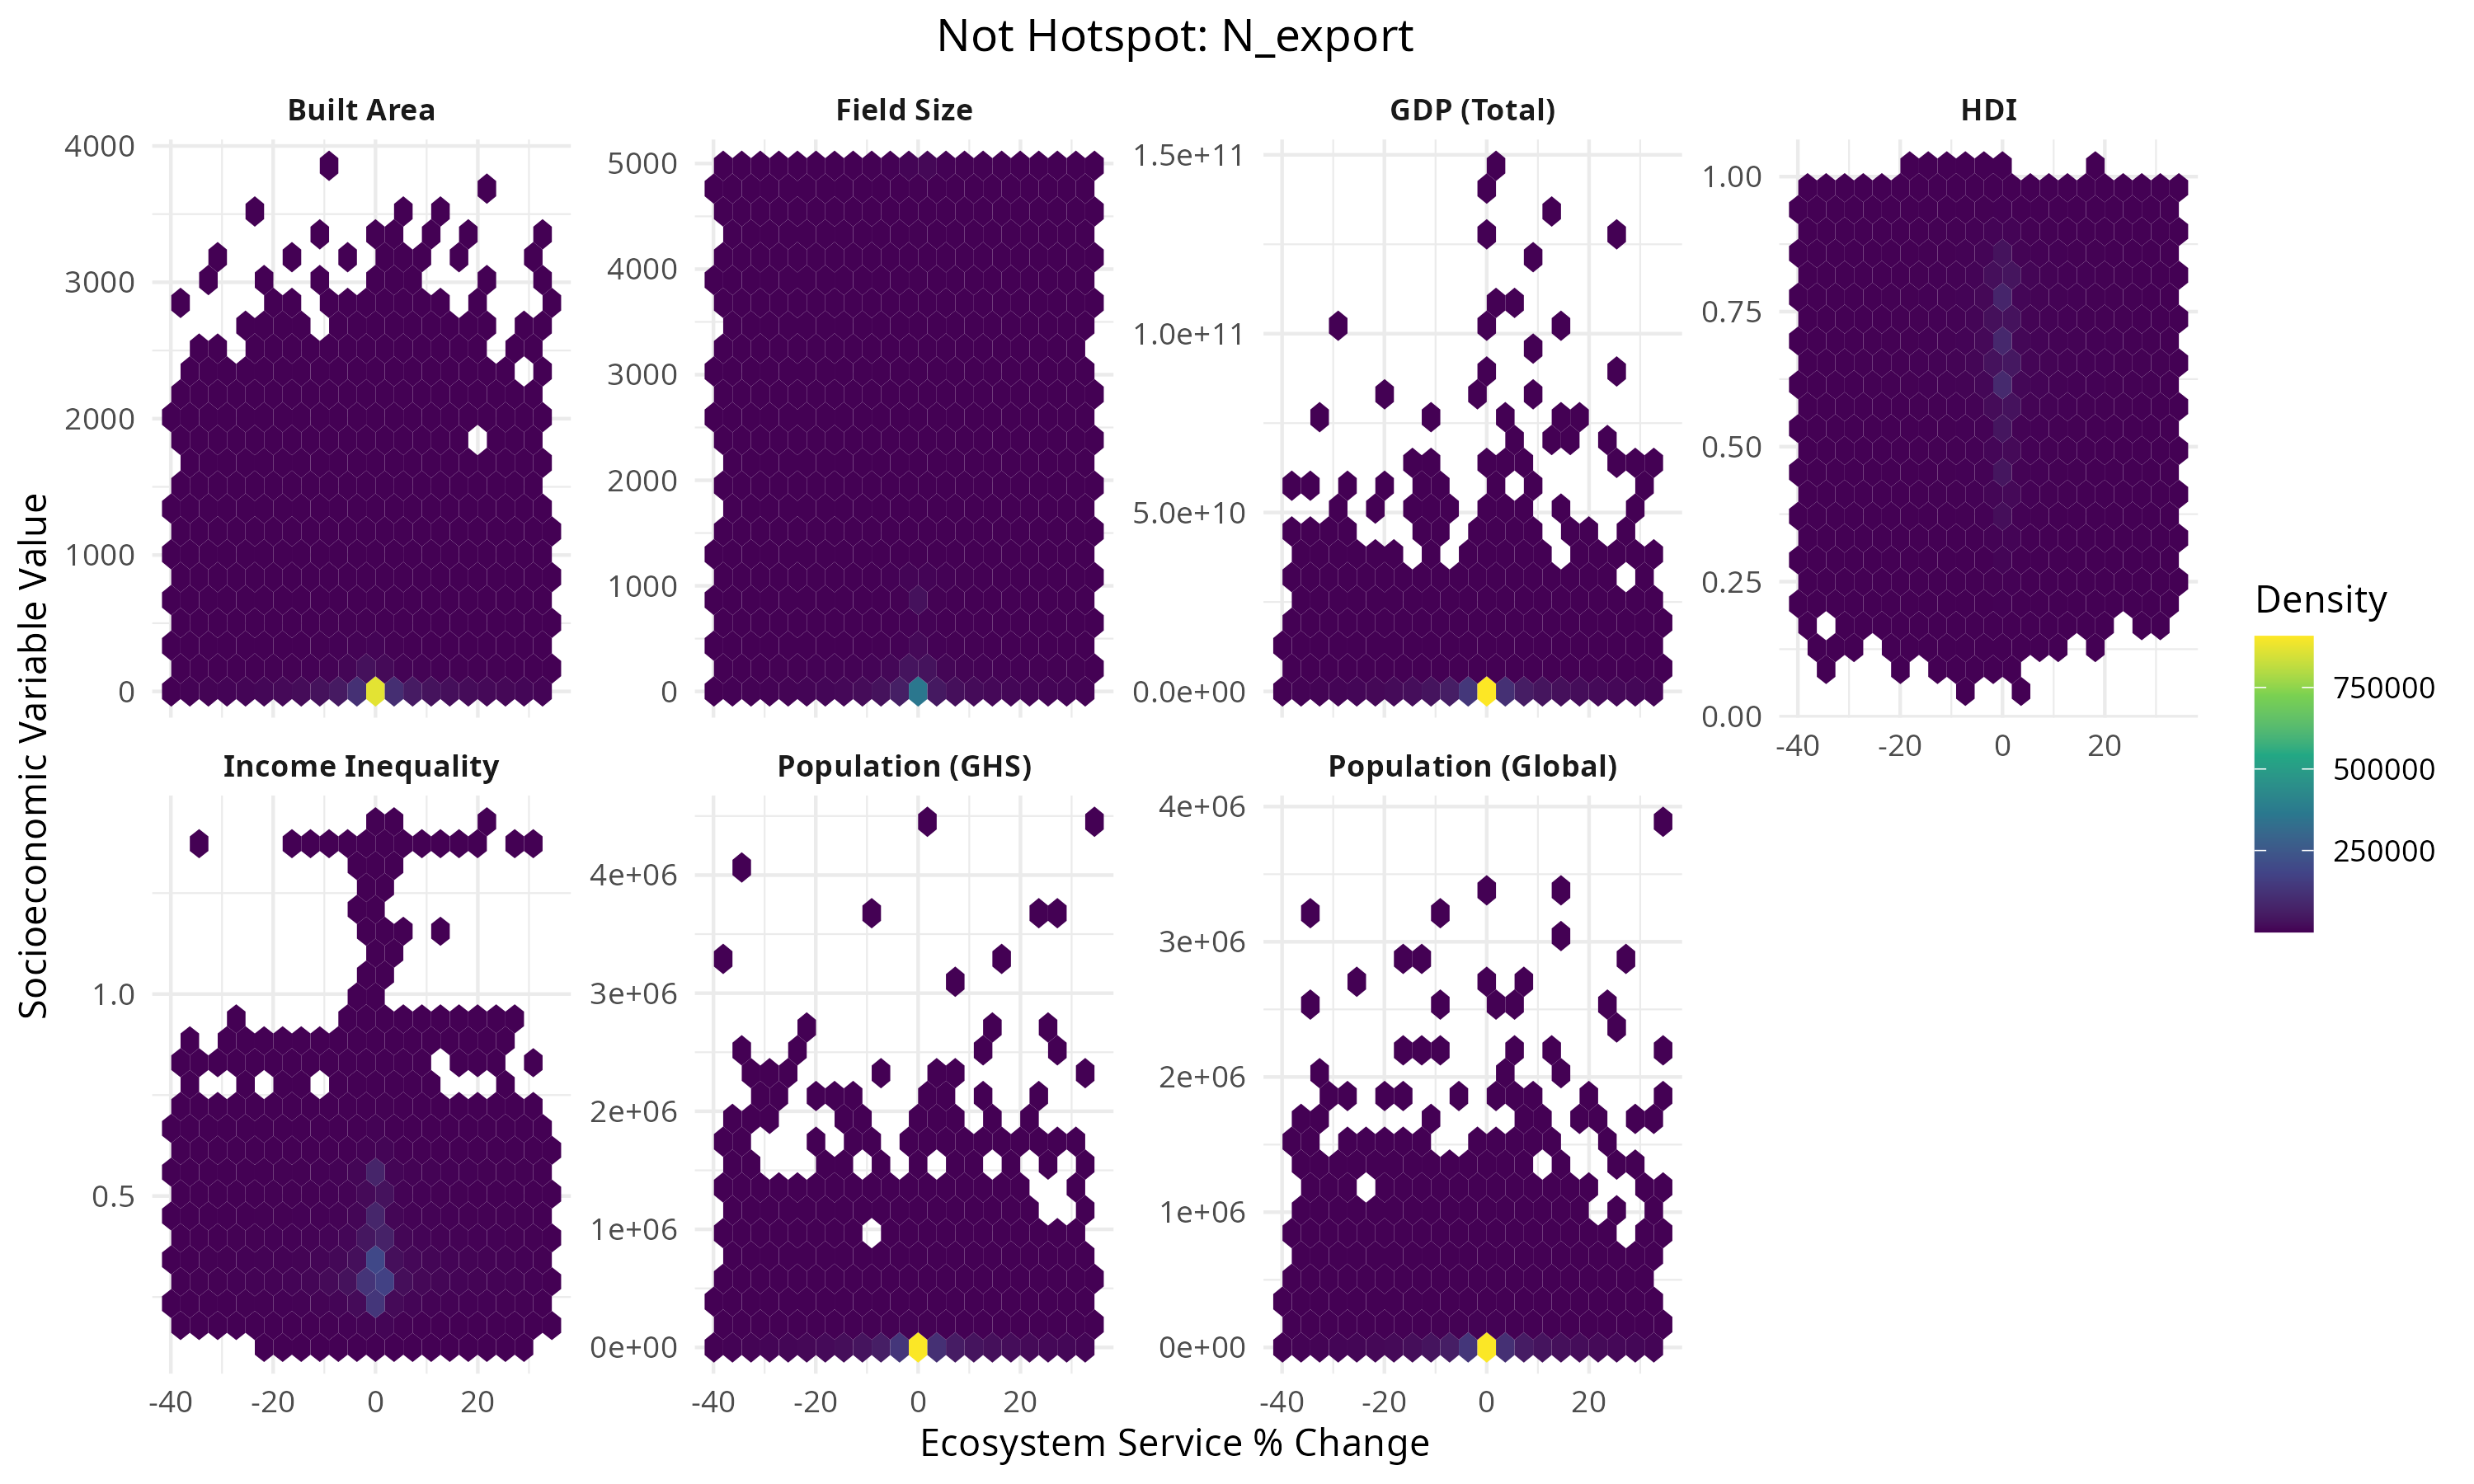 Not Hotspot: N_export
Built Area
Field Size
GDP (Total)
HDI
4000
3000
2000
1000
0
5000
4000
3000
2000
1000
0
1.5e+11
1.0e+11
5.0e+10
0.0e+00
1.00
0.75
0.50
0.25
0.00
-40 -20 0 20
Socioeconomic Variable Value
Income Inequality
Population (GHS)
Population (Global)
1.0
0.5
4e+06
3e+06
2e+06
1e+06
0e+00
4e+06
3e+06
2e+06
1e+06
0e+00
-40 -20 0 20
-40 -20 0 20
-40 -20 0 20
Ecosystem Service % Change
Density
750000
500000
250000